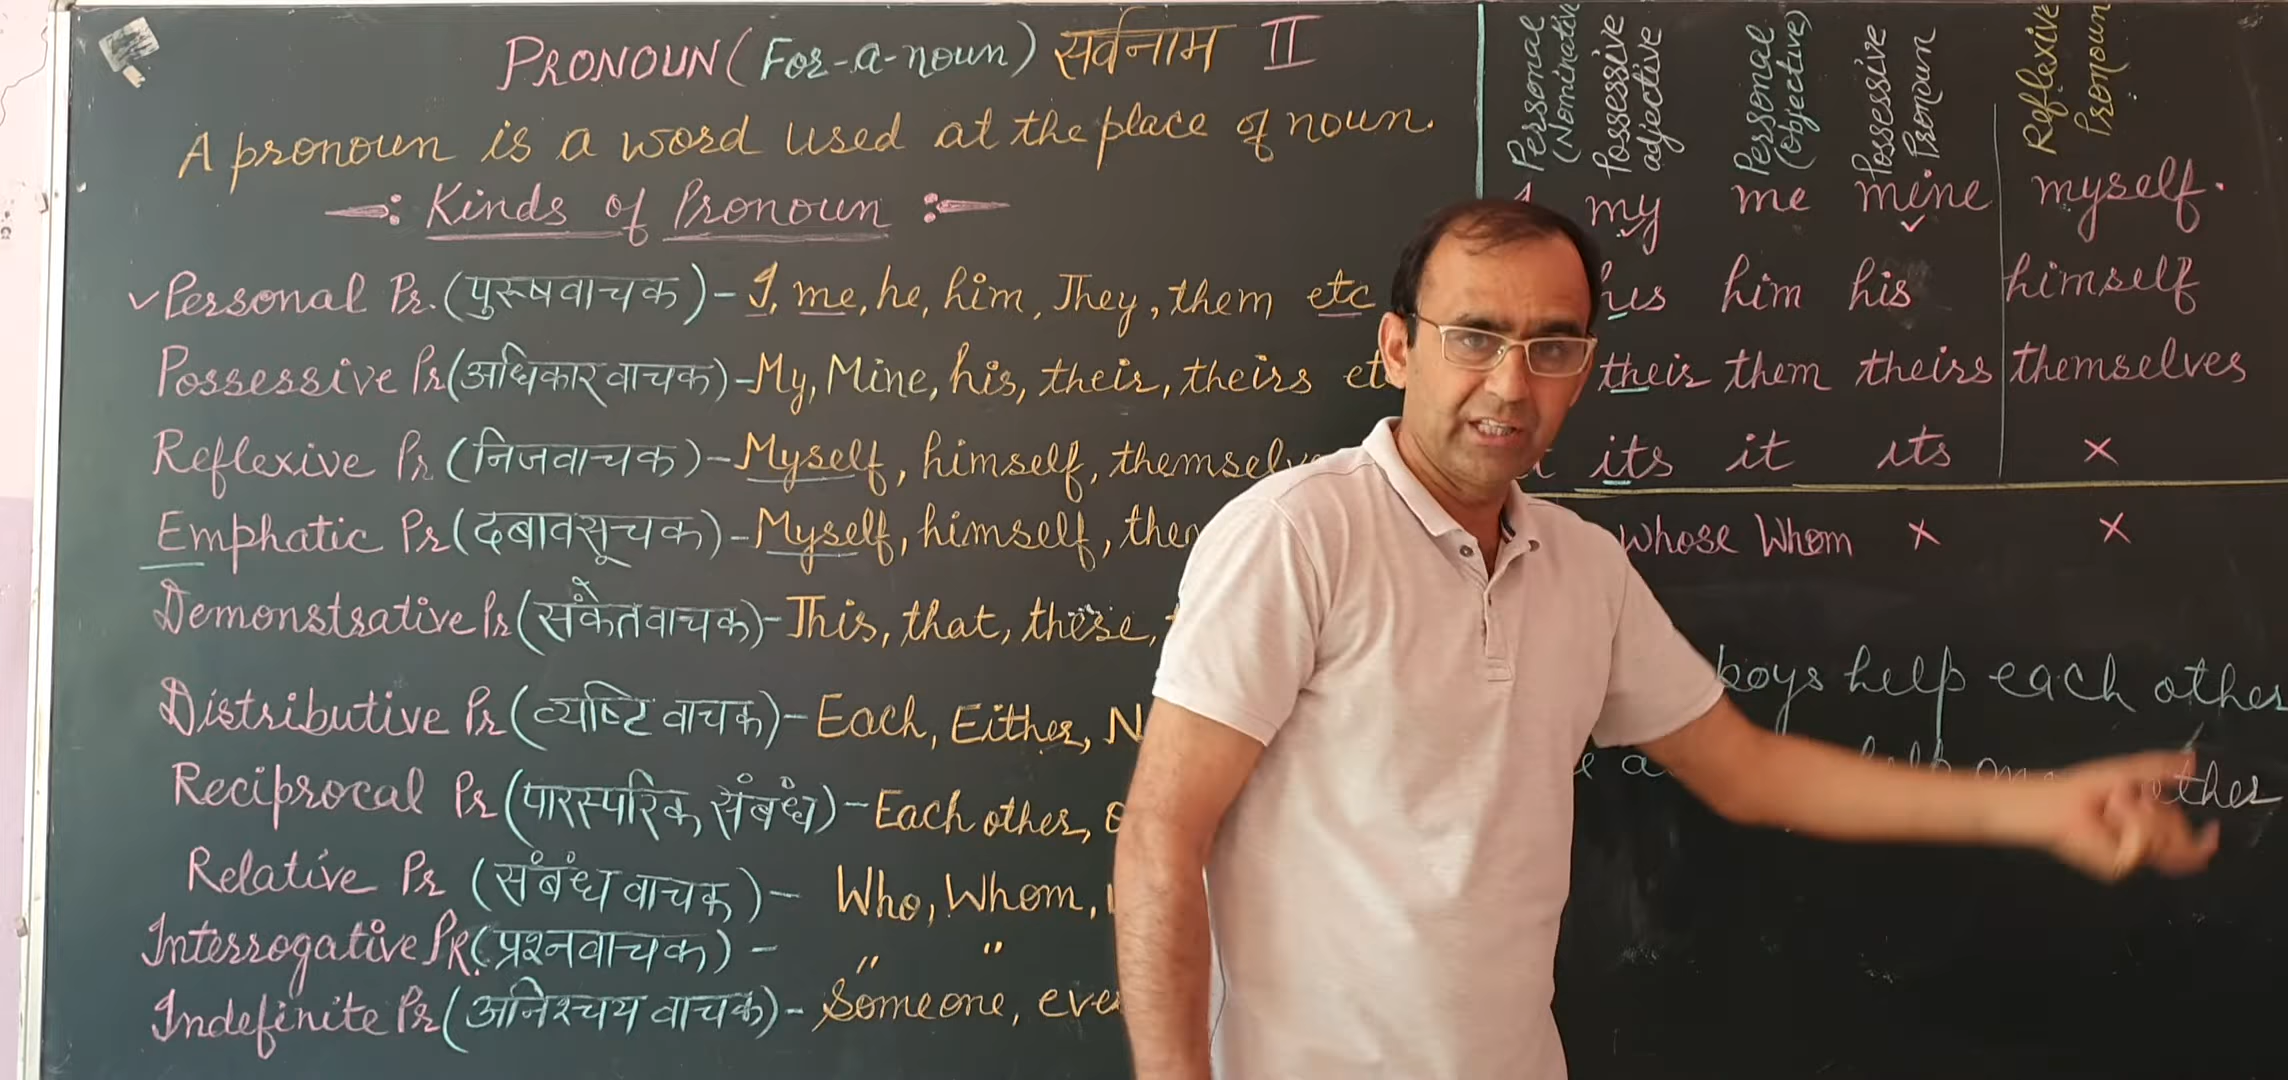 PRONOUN (For-a-noun) सर्वनाम II
A pronoun is a word used at the place of noun.
Kinds of Pronoun
Personal Pr. (पुरूषवाचक) - I, me, he, him, They, them etc
Possessive Pr (अधिकार वाचक) - My, Mine, his, their, theirs
Reflexive Pr (निजवाचक) - Myself, himself,
Emphatic Pr (दबावसूचक) - Myself, himself,
Demonstrative Pr (संकेतवाचक) - This, that, these,
Distributive Pr (व्यष्टि वाचक) - Each, Either,
Reciprocal Pr (पारस्परिक संबंध) - Each other,
Relative Pr (संबंध वाचक) - Who, Whom,
Interrogative PR. (प्रश्नवाचक) - " "
Indefinite Pr (अनिश्चय वाचक) - Someone,
Personal (Nominative Possessive adjective Personal (objective) Possessive Pronoun Reflexive Pronoun
my me mine myself.
his him his himself
their them theirs themselves
its it its ×
whose Whom × ×
boys help each other
help other